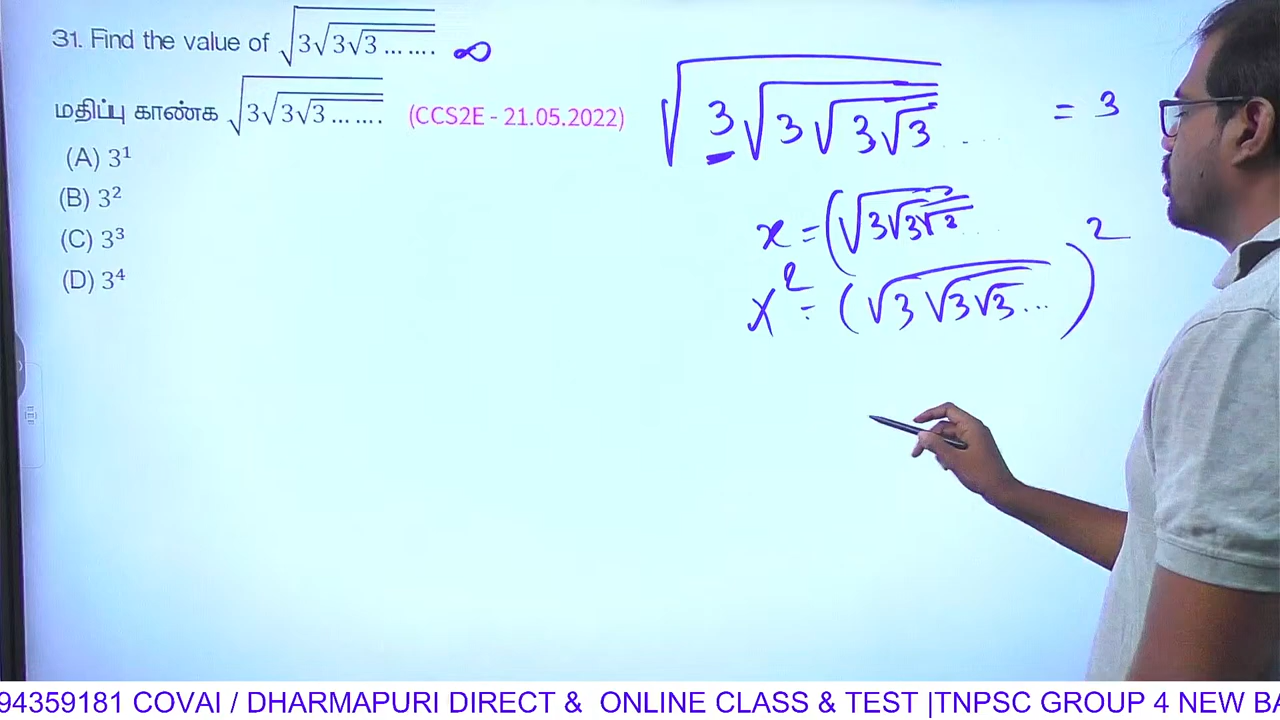 31. Find the value of √3√3√3 ... .... ∞
மதிப்பு காண்க √3√3√3 ... .... (CCS2E - 21.05.2022)
(A) 3¹
(B) 3²
(C) 3³
(D) 3⁴
√3√3√3√3 ..... = 3
x = (√3√3√3 ...
x² = (√3√3√3...)²
94359181 COVAI / DHARMAPURI DIRECT & ONLINE CLASS & TEST |TNPSC GROUP 4 NEW BA